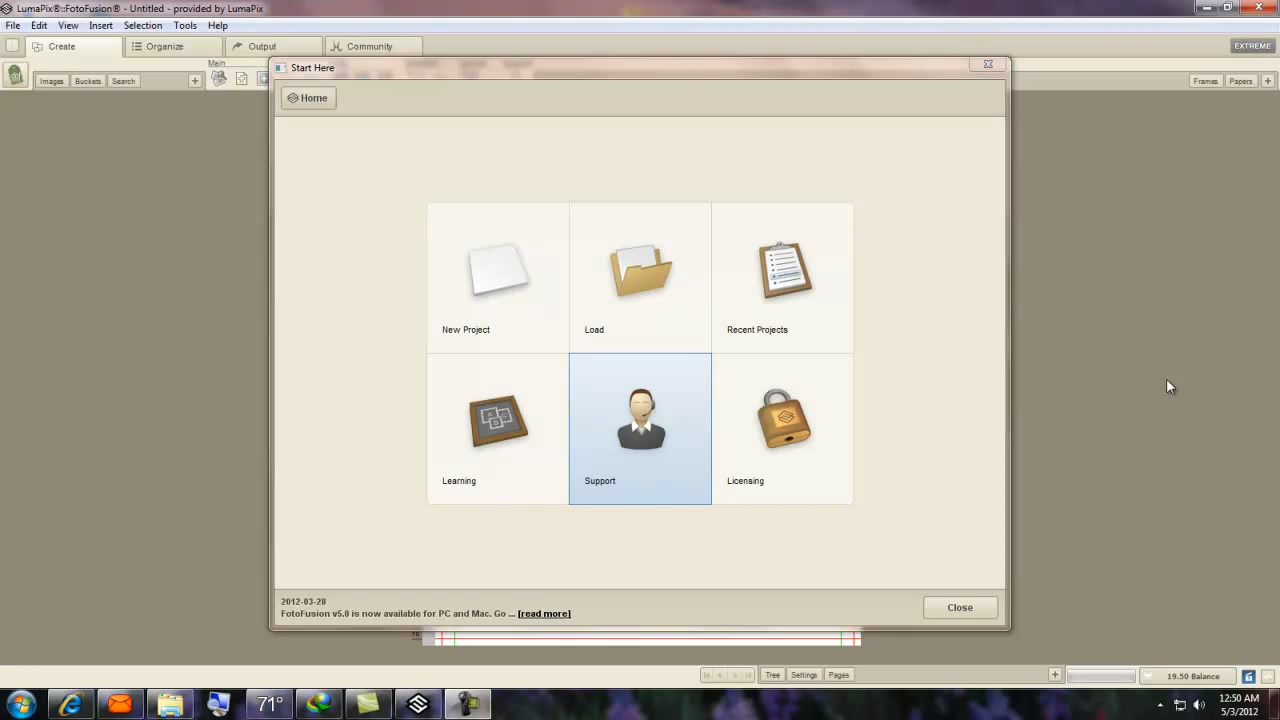 LumaPix®::FotoFusion® - Untitled - provided by LumaPix
File Edit View Insert Selection Tools Help
Create Organize Output Community EXTREME
Main
Images Buckets Search + Frames Papers +
Start Here
Home
New Project Load Recent Projects
Learning Support Licensing
2012-03-28
FotoFusion v5.0 is now available for PC and Mac. Go ... [read more]
Close
Tree Settings Pages + 19.50 Balance
71°
12:50 AM
5/3/2012